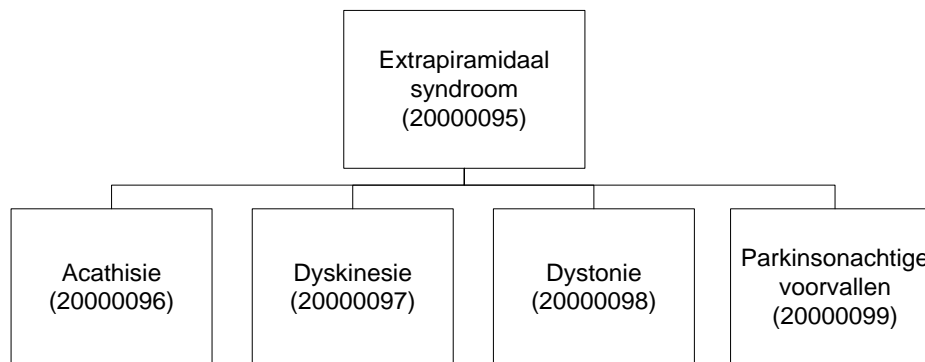 Extrapiramidaal
syndroom
(20000095)
Acathisie
(20000096)
Dyskinesie
(20000097)
Dystonie
(20000098)
Parkinsonachtige
voorvallen
(20000099)